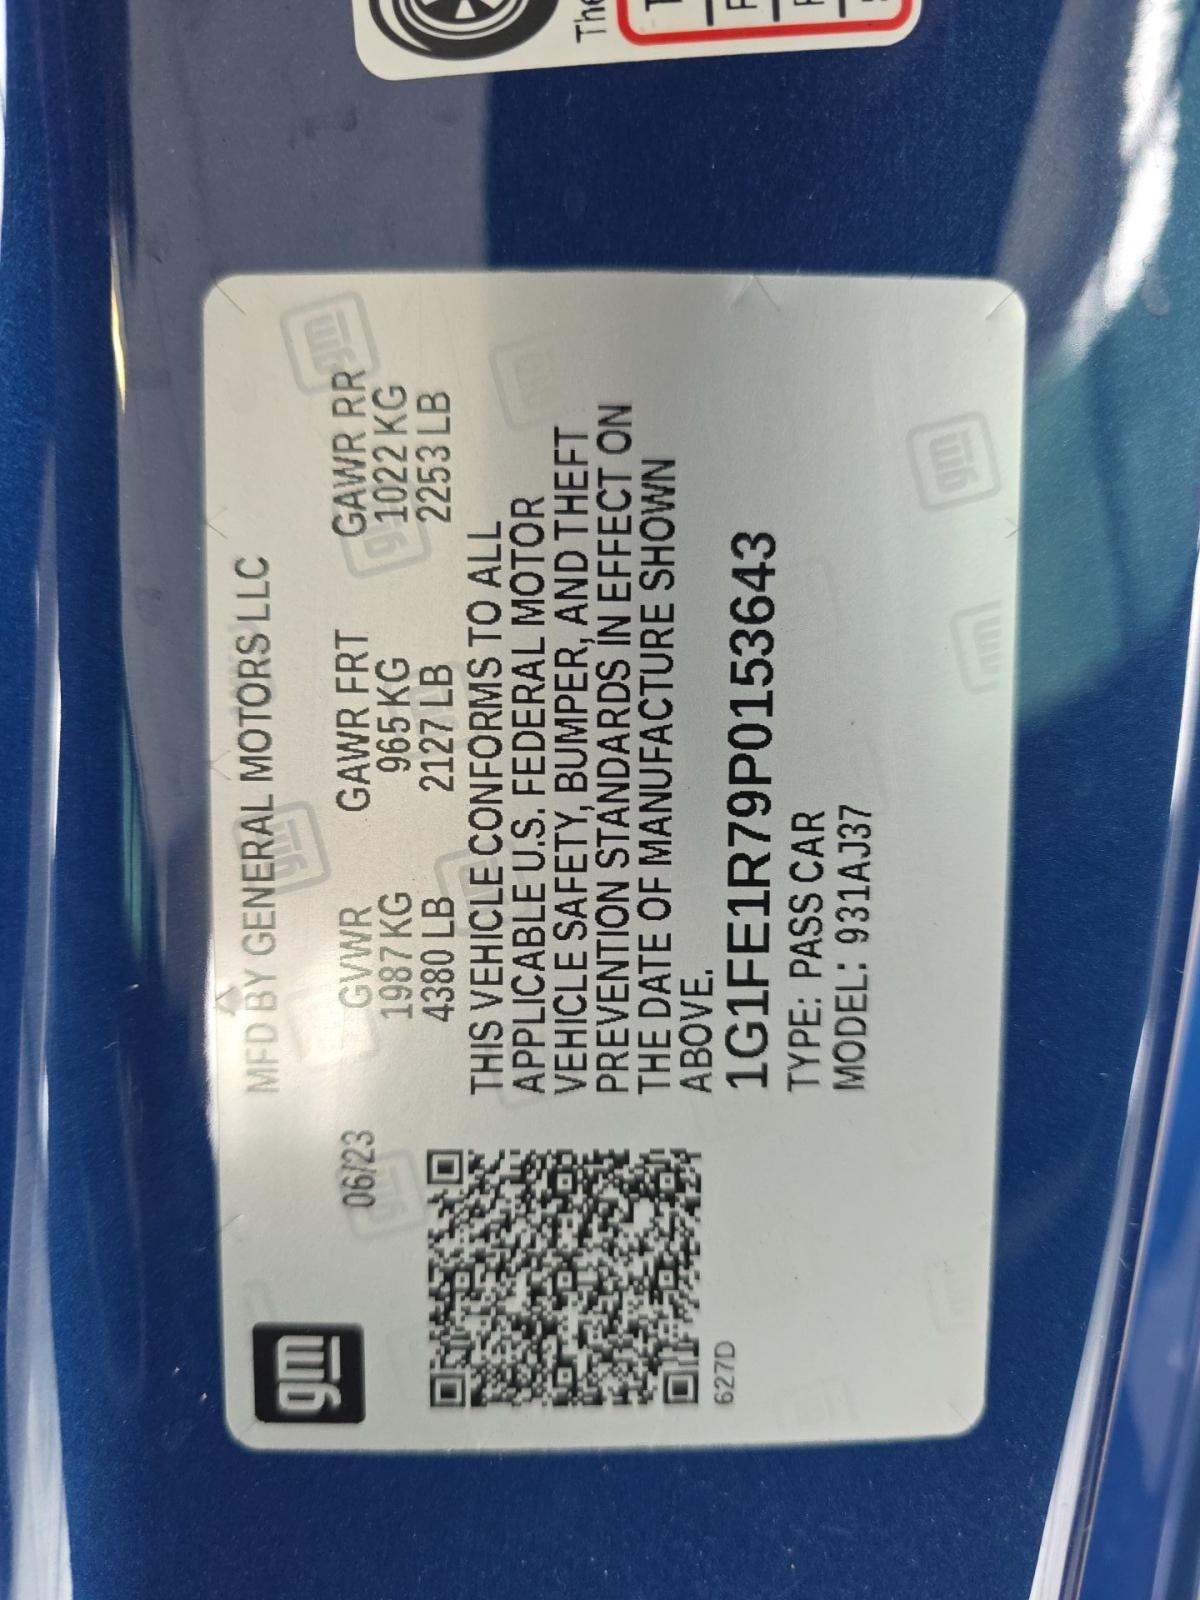 The
gm
MFD BY GENERAL MOTORS LLC
06/23
GVWR GAWR FRT GAWR RR
1987 KG 965 KG 1022 KG
4380 LB 2127 LB 2253 LB
THIS VEHICLE CONFORMS TO ALL
APPLICABLE U.S. FEDERAL MOTOR
VEHICLE SAFETY, BUMPER, AND THEFT
PREVENTION STANDARDS IN EFFECT ON
THE DATE OF MANUFACTURE SHOWN
ABOVE.
1G1FE1R79P0153643
TYPE: PASS CAR
MODEL: 931AJ37
627D